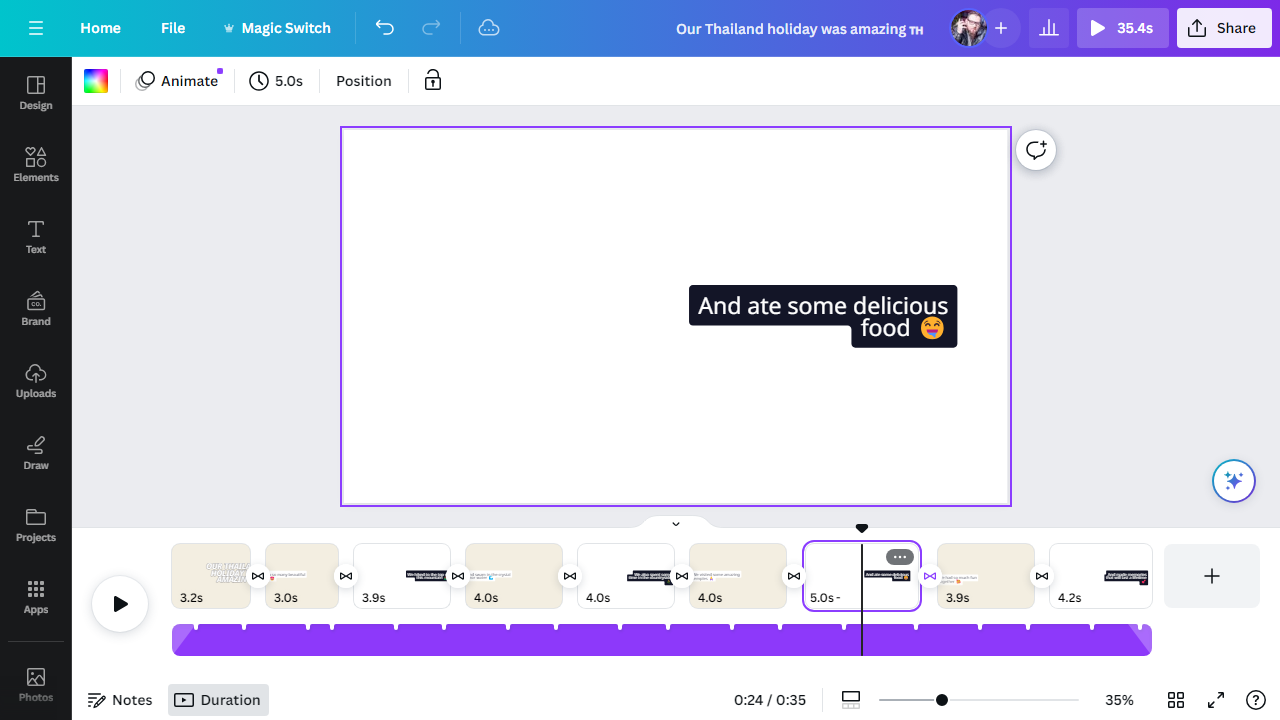 Home
File
Magic Switch
Our Thailand holiday was amazing TH
35.4s
Share
Animate
5.0s
Position
Design
Elements
Text
CO.
Brand
Uploads
Draw
Projects
Apps
Photos
And ate some delicious
food 🤤
3.2s
3.0s
3.9s
4.0s
4.0s
4.0s
5.0s-
3.9s
4.2s
Notes
Duration
0:24 / 0:35
35%